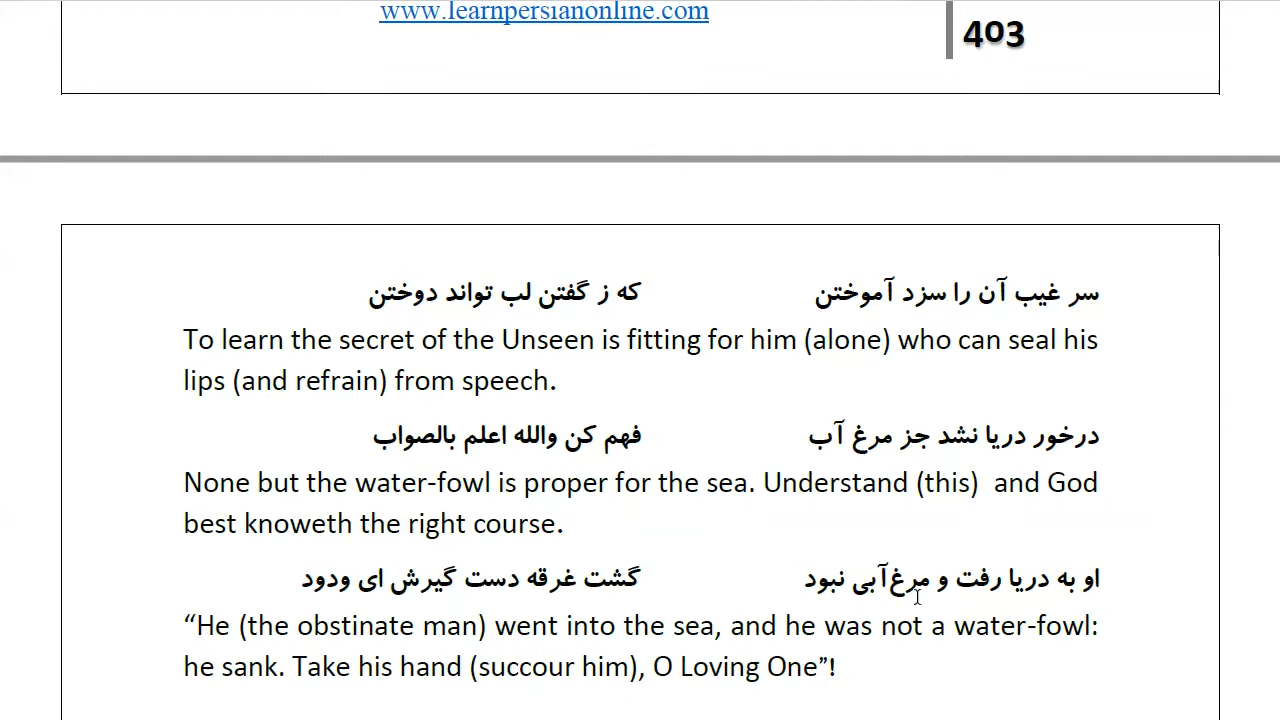 www.learnpersianonline.com
403
سر غیب آن را سزد آموختن که ز گفتن لب تواند دوختن
To learn the secret of the Unseen is fitting for him (alone) who can seal his
lips (and refrain) from speech.
درخور دریا نشد جز مرغ آب فهم کن والله اعلم بالصواب
None but the water-fowl is proper for the sea. Understand (this)  and God
best knoweth the right course.
او به دریا رفت و مرغ‌آبی نبود گشت غرقه دست گیرش ای ودود
“He (the obstinate man) went into the sea, and he was not a water-fowl:
he sank. Take his hand (succour him), O Loving One”!